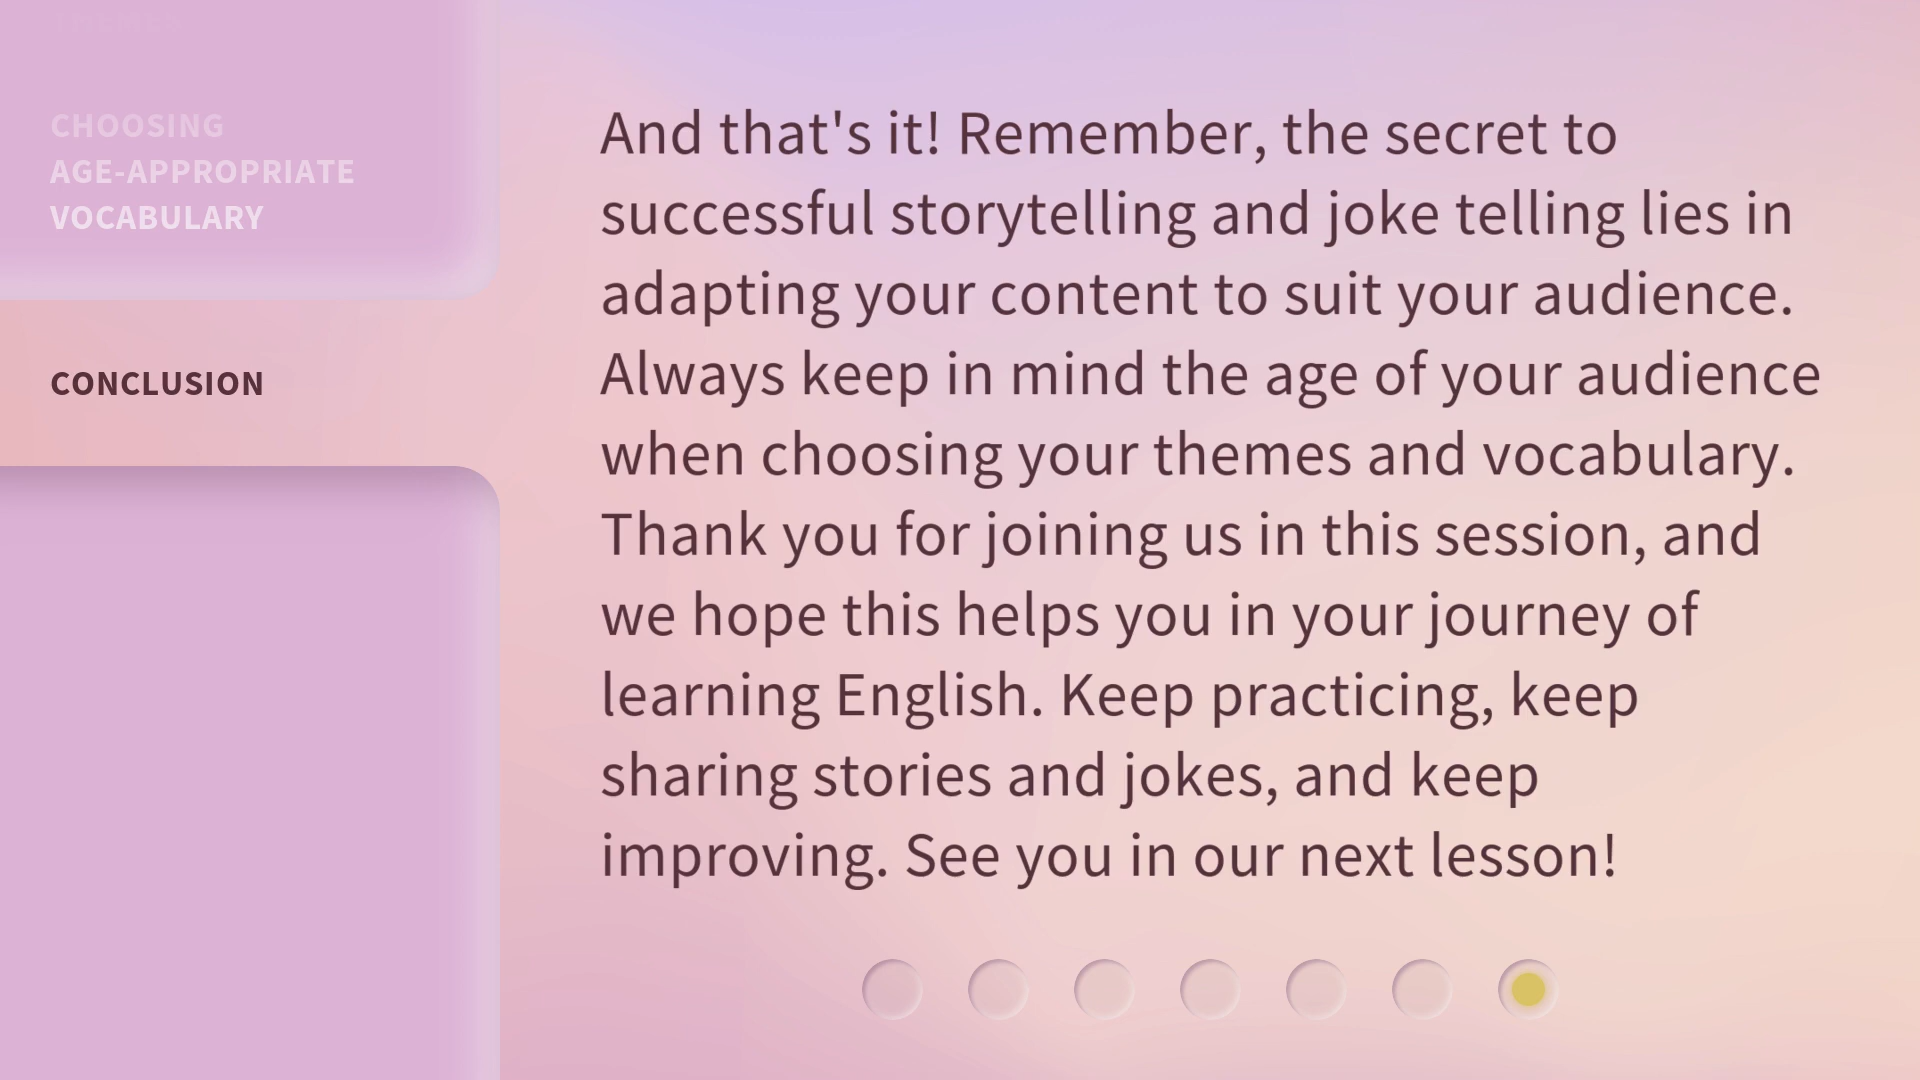 CHOOSING
AGE-APPROPRIATE
VOCABULARY
CONCLUSION
And that's it! Remember, the secret to
successful storytelling and joke telling lies in
adapting your content to suit your audience.
Always keep in mind the age of your audience
when choosing your themes and vocabulary.
Thank you for joining us in this session, and
we hope this helps you in your journey of
learning English. Keep practicing, keep
sharing stories and jokes, and keep
improving. See you in our next lesson!